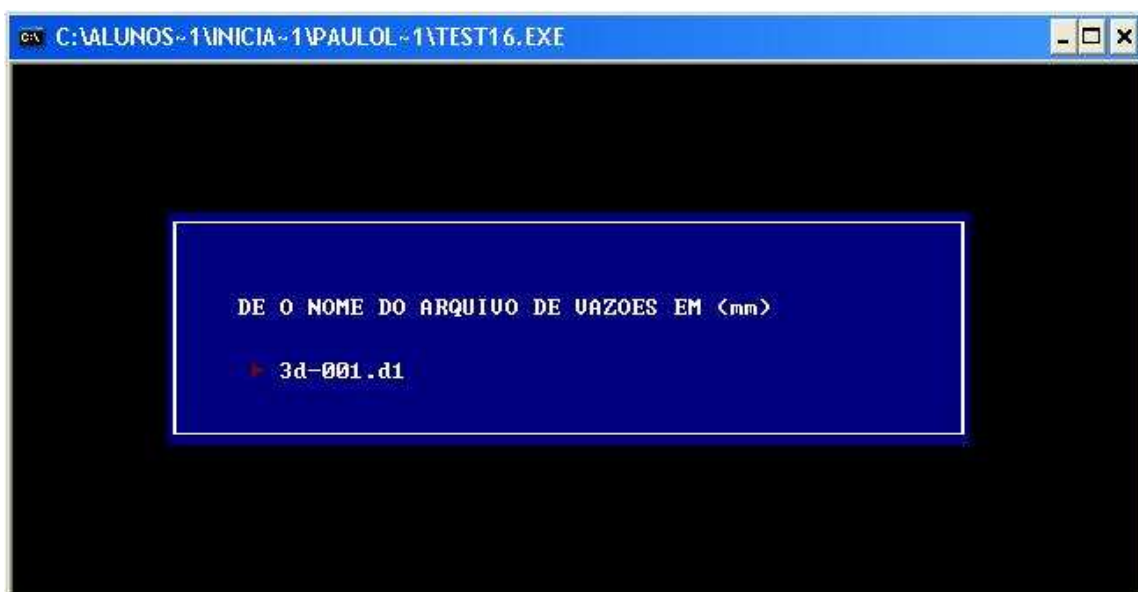 C:\ALUNOS~1\INICIA~1\PAULOL~1\TEST16.EXE
DE O NOME DO ARQUIVO DE VAZOES EM (mm)
3d-001.d1